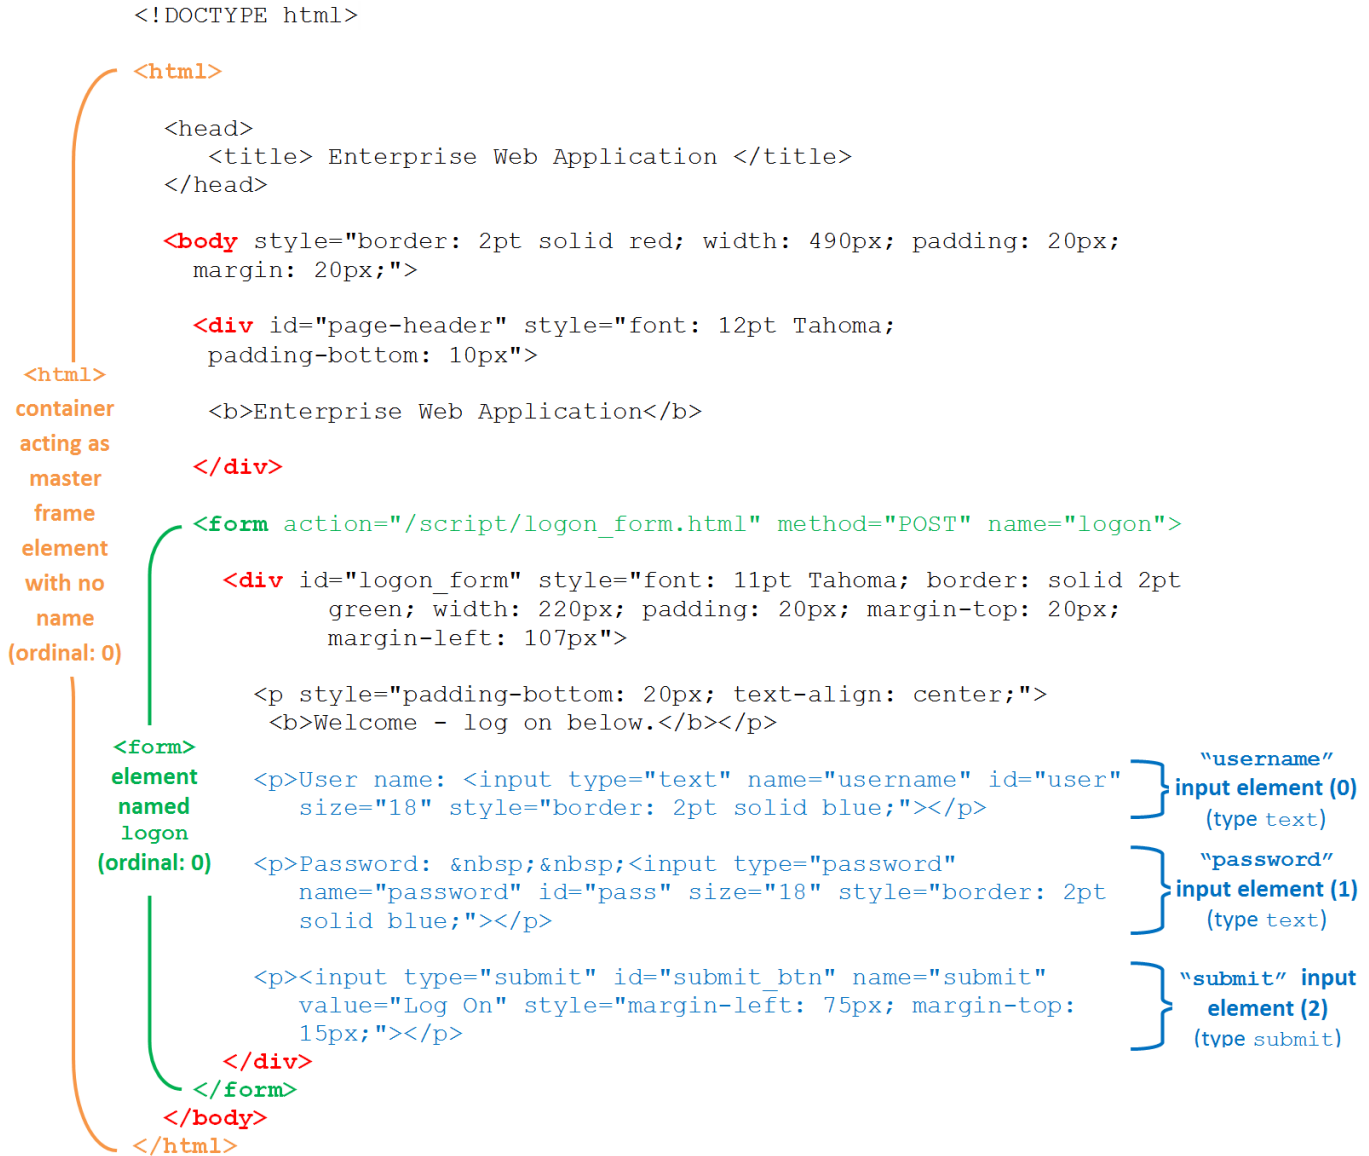 <!DOCTYPE html>
<html>
<head>
<title> Enterprise Web Application </title>
</head>
<body style="border: 2pt solid red; width: 490px; padding: 20px;
margin: 20px;">
<div id="page-header" style="font: 12pt Tahoma;
padding-bottom: 10px">
<b>Enterprise Web Application</b>
</div>
<form action="/script/logon_form.html" method="POST" name="logon">
<div id="logon_form" style="font: 11pt Tahoma; border: solid 2pt
green; width: 220px; padding: 20px; margin-top: 20px;
margin-left: 107px">
<p style="padding-bottom: 20px; text-align: center;">
<b>Welcome - log on below.</b></p>
<p>User name: <input type="text" name="username" id="user"
size="18" style="border: 2pt solid blue;"></p>
<p>Password: &nbsp;&nbsp;<input type="password"
name="password" id="pass" size="18" style="border: 2pt
solid blue;"></p>
<p><input type="submit" id="submit_btn" name="submit"
value="Log On" style="margin-left: 75px; margin-top:
15px;"></p>
</div>
</form>
</body>
</html>
<html>
container
acting as
master
frame
element
with no
name
(ordinal: 0)
<form>
element
named
logon
(ordinal: 0)
“username”
input element (0)
(type text)
“password”
input element (1)
(type text)
“submit” input
element (2)
(type submit)